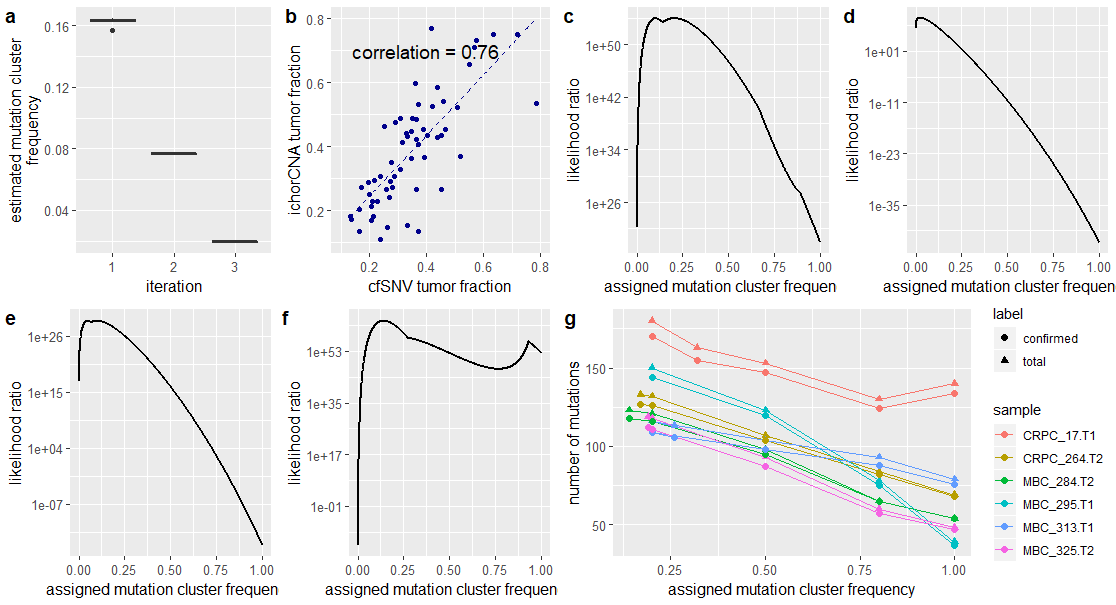 a
estimated mutation cluster
frequency
0.16
0.12
0.08
0.04
1
2
3
iteration
b
correlation = 0.76
ichorCNA tumor fraction
0.8
0.6
0.4
0.2
0.2
0.4
0.6
0.8
cfSNV tumor fraction
c
likelihood ratio
1e+50
1e+42
1e+34
1e+26
0.00
0.25
0.50
0.75
1.00
assigned mutation cluster frequen
d
likelihood ratio
1e+01
1e-11
1e-23
1e-35
0.00
0.25
0.50
0.75
1.00
assigned mutation cluster frequen
e
likelihood ratio
1e+26
1e+15
1e+04
1e-07
0.00
0.25
0.50
0.75
1.00
assigned mutation cluster frequen
f
likelihood ratio
1e+53
1e+35
1e+17
1e-01
0.00
0.25
0.50
0.75
1.00
assigned mutation cluster frequen
g
number of mutations
150
100
50
0.25
0.50
0.75
1.00
assigned mutation cluster frequency
label
confirmed
total
sample
CRPC_17.T1
CRPC_264.T2
MBC_284.T2
MBC_295.T1
MBC_313.T1
MBC_325.T2